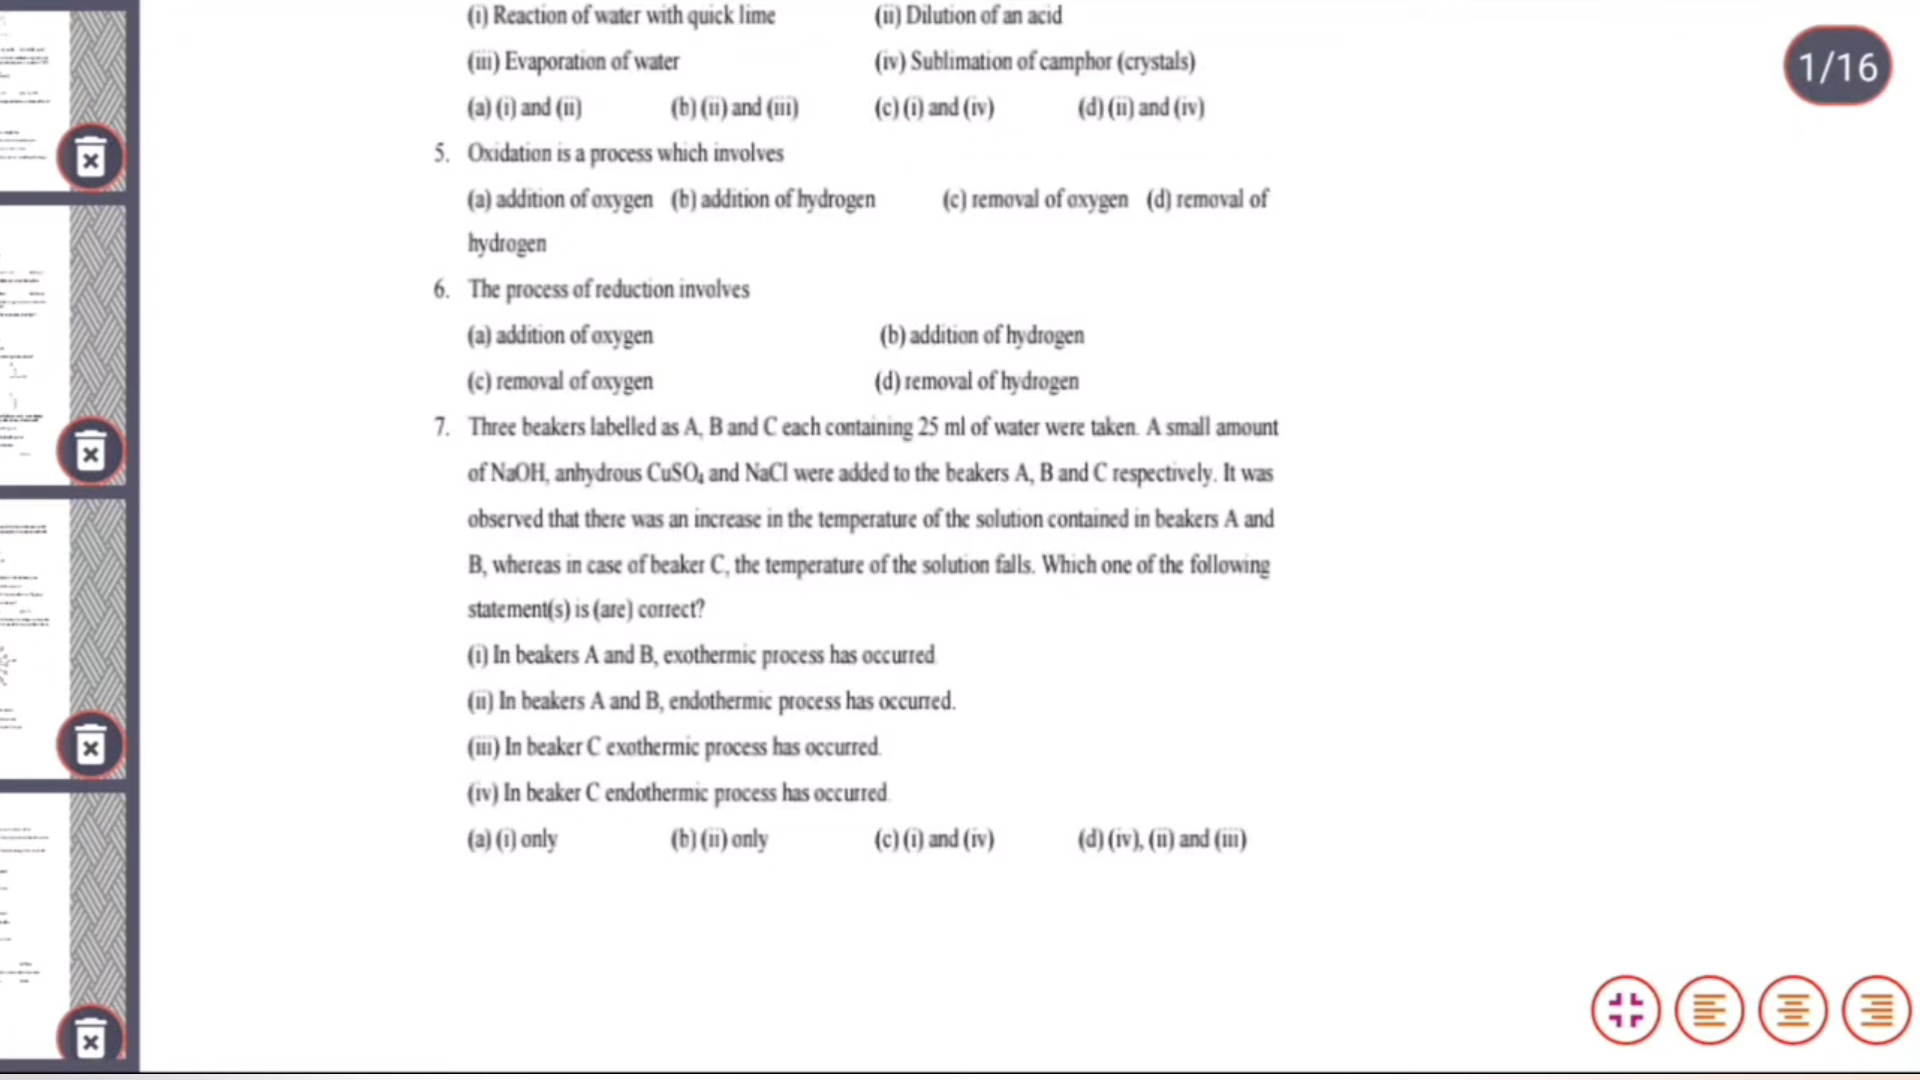 (i) Reaction of water with quick lime (ii) Dilution of an acid
1/16
(iii) Evaporation of water (iv) Sublimation of camphor (crystals)
(a) (i) and (ii) (b) (ii) and (iii) (c) (i) and (iv) (d) (ii) and (iv)
5. Oxidation is a process which involves
(a) addition of oxygen (b) addition of hydrogen (c) removal of oxygen (d) removal of
hydrogen
6. The process of reduction involves
(a) addition of oxygen (b) addition of hydrogen
(c) removal of oxygen (d) removal of hydrogen
7. Three beakers labelled as A, B and C each containing 25 ml of water were taken. A small amount
of NaOH, anhydrous CuSO₄ and NaCl were added to the beakers A, B and C respectively. It was
observed that there was an increase in the temperature of the solution contained in beakers A and
B, whereas in case of beaker C, the temperature of the solution falls. Which one of the following
statement(s) is (are) correct?
(i) In beakers A and B, exothermic process has occurred.
(ii) In beakers A and B, endothermic process has occurred.
(iii) In beaker C exothermic process has occurred.
(iv) In beaker C endothermic process has occurred.
(a) (i) only (b) (ii) only (c) (i) and (iv) (d) (iv), (ii) and (iii)